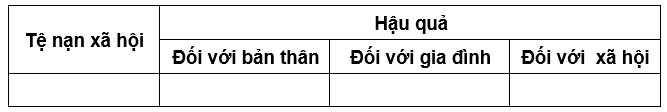 Tệ nạn xã hội
Hậu quả
Đối với bản thân
Đối với gia đình
Đối với xã hội